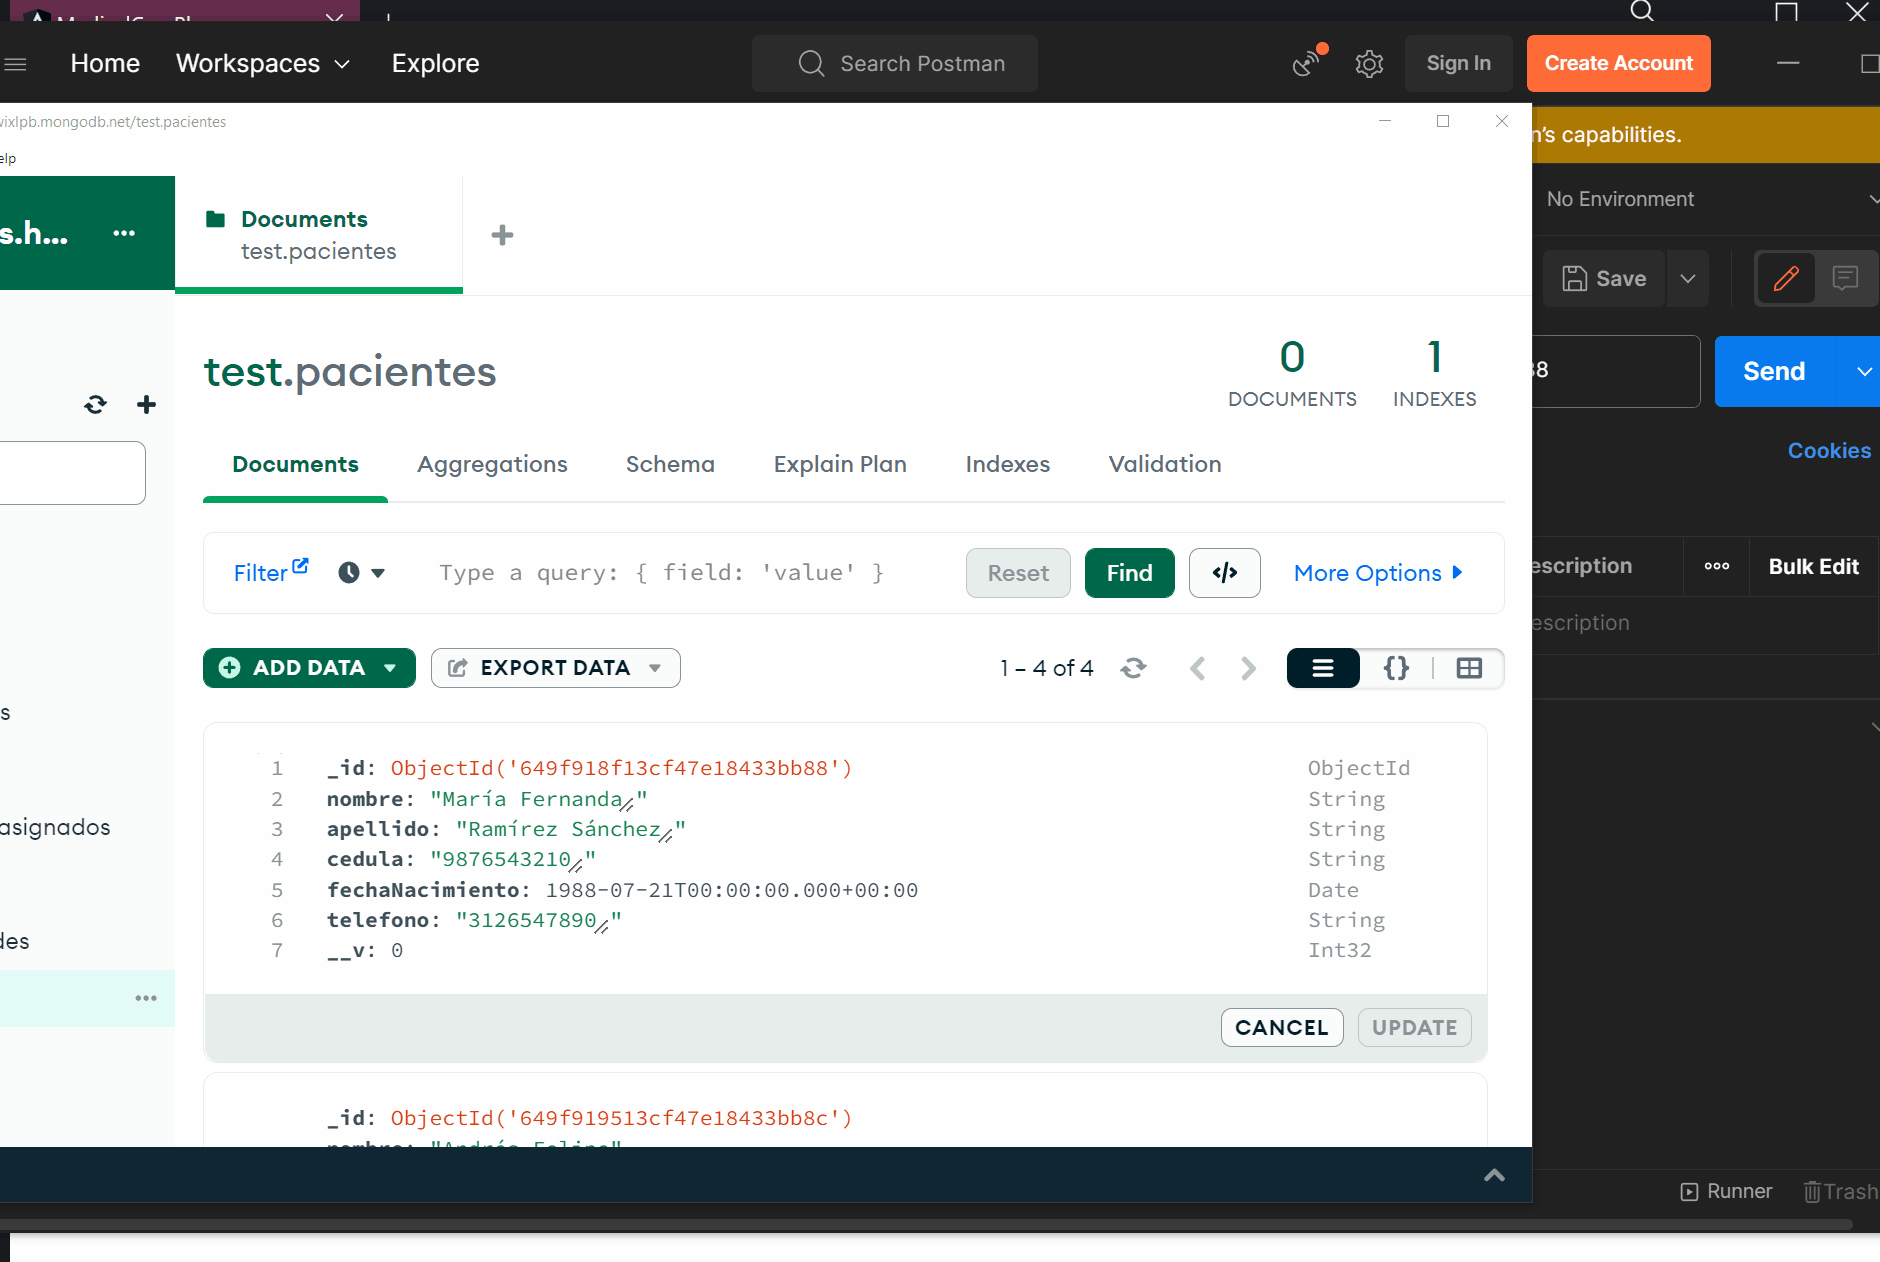 Home Workspaces Explore Search Postman Sign In Create Account
wixlpb.mongodb.net/test.pacientes
elp
n's capabilities.
s.h... Documents
test.pacientes
No Environment
Save
test.pacientes
0 DOCUMENTS
1 INDEXES
38 Send
Cookies
Documents Aggregations Schema Explain Plan Indexes Validation
Filter Type a query: { field: 'value' } Reset Find </> More Options
escription Bulk Edit
escription
ADD DATA EXPORT DATA 1 – 4 of 4 {}
s
asignados
des
1 _id: ObjectId('649f918f13cf47e18433bb88') ObjectId
2 nombre: "María Fernanda" String
3 apellido: "Ramírez Sánchez" String
4 cedula: "9876543210" String
5 fechaNacimiento: 1988-07-21T00:00:00.000+00:00 Date
6 telefono: "3126547890" String
7 __v: 0 Int32
CANCEL UPDATE
_id: ObjectId('649f919513cf47e18433bb8c')
nombre: "Andrés Felipe"
Runner Trash